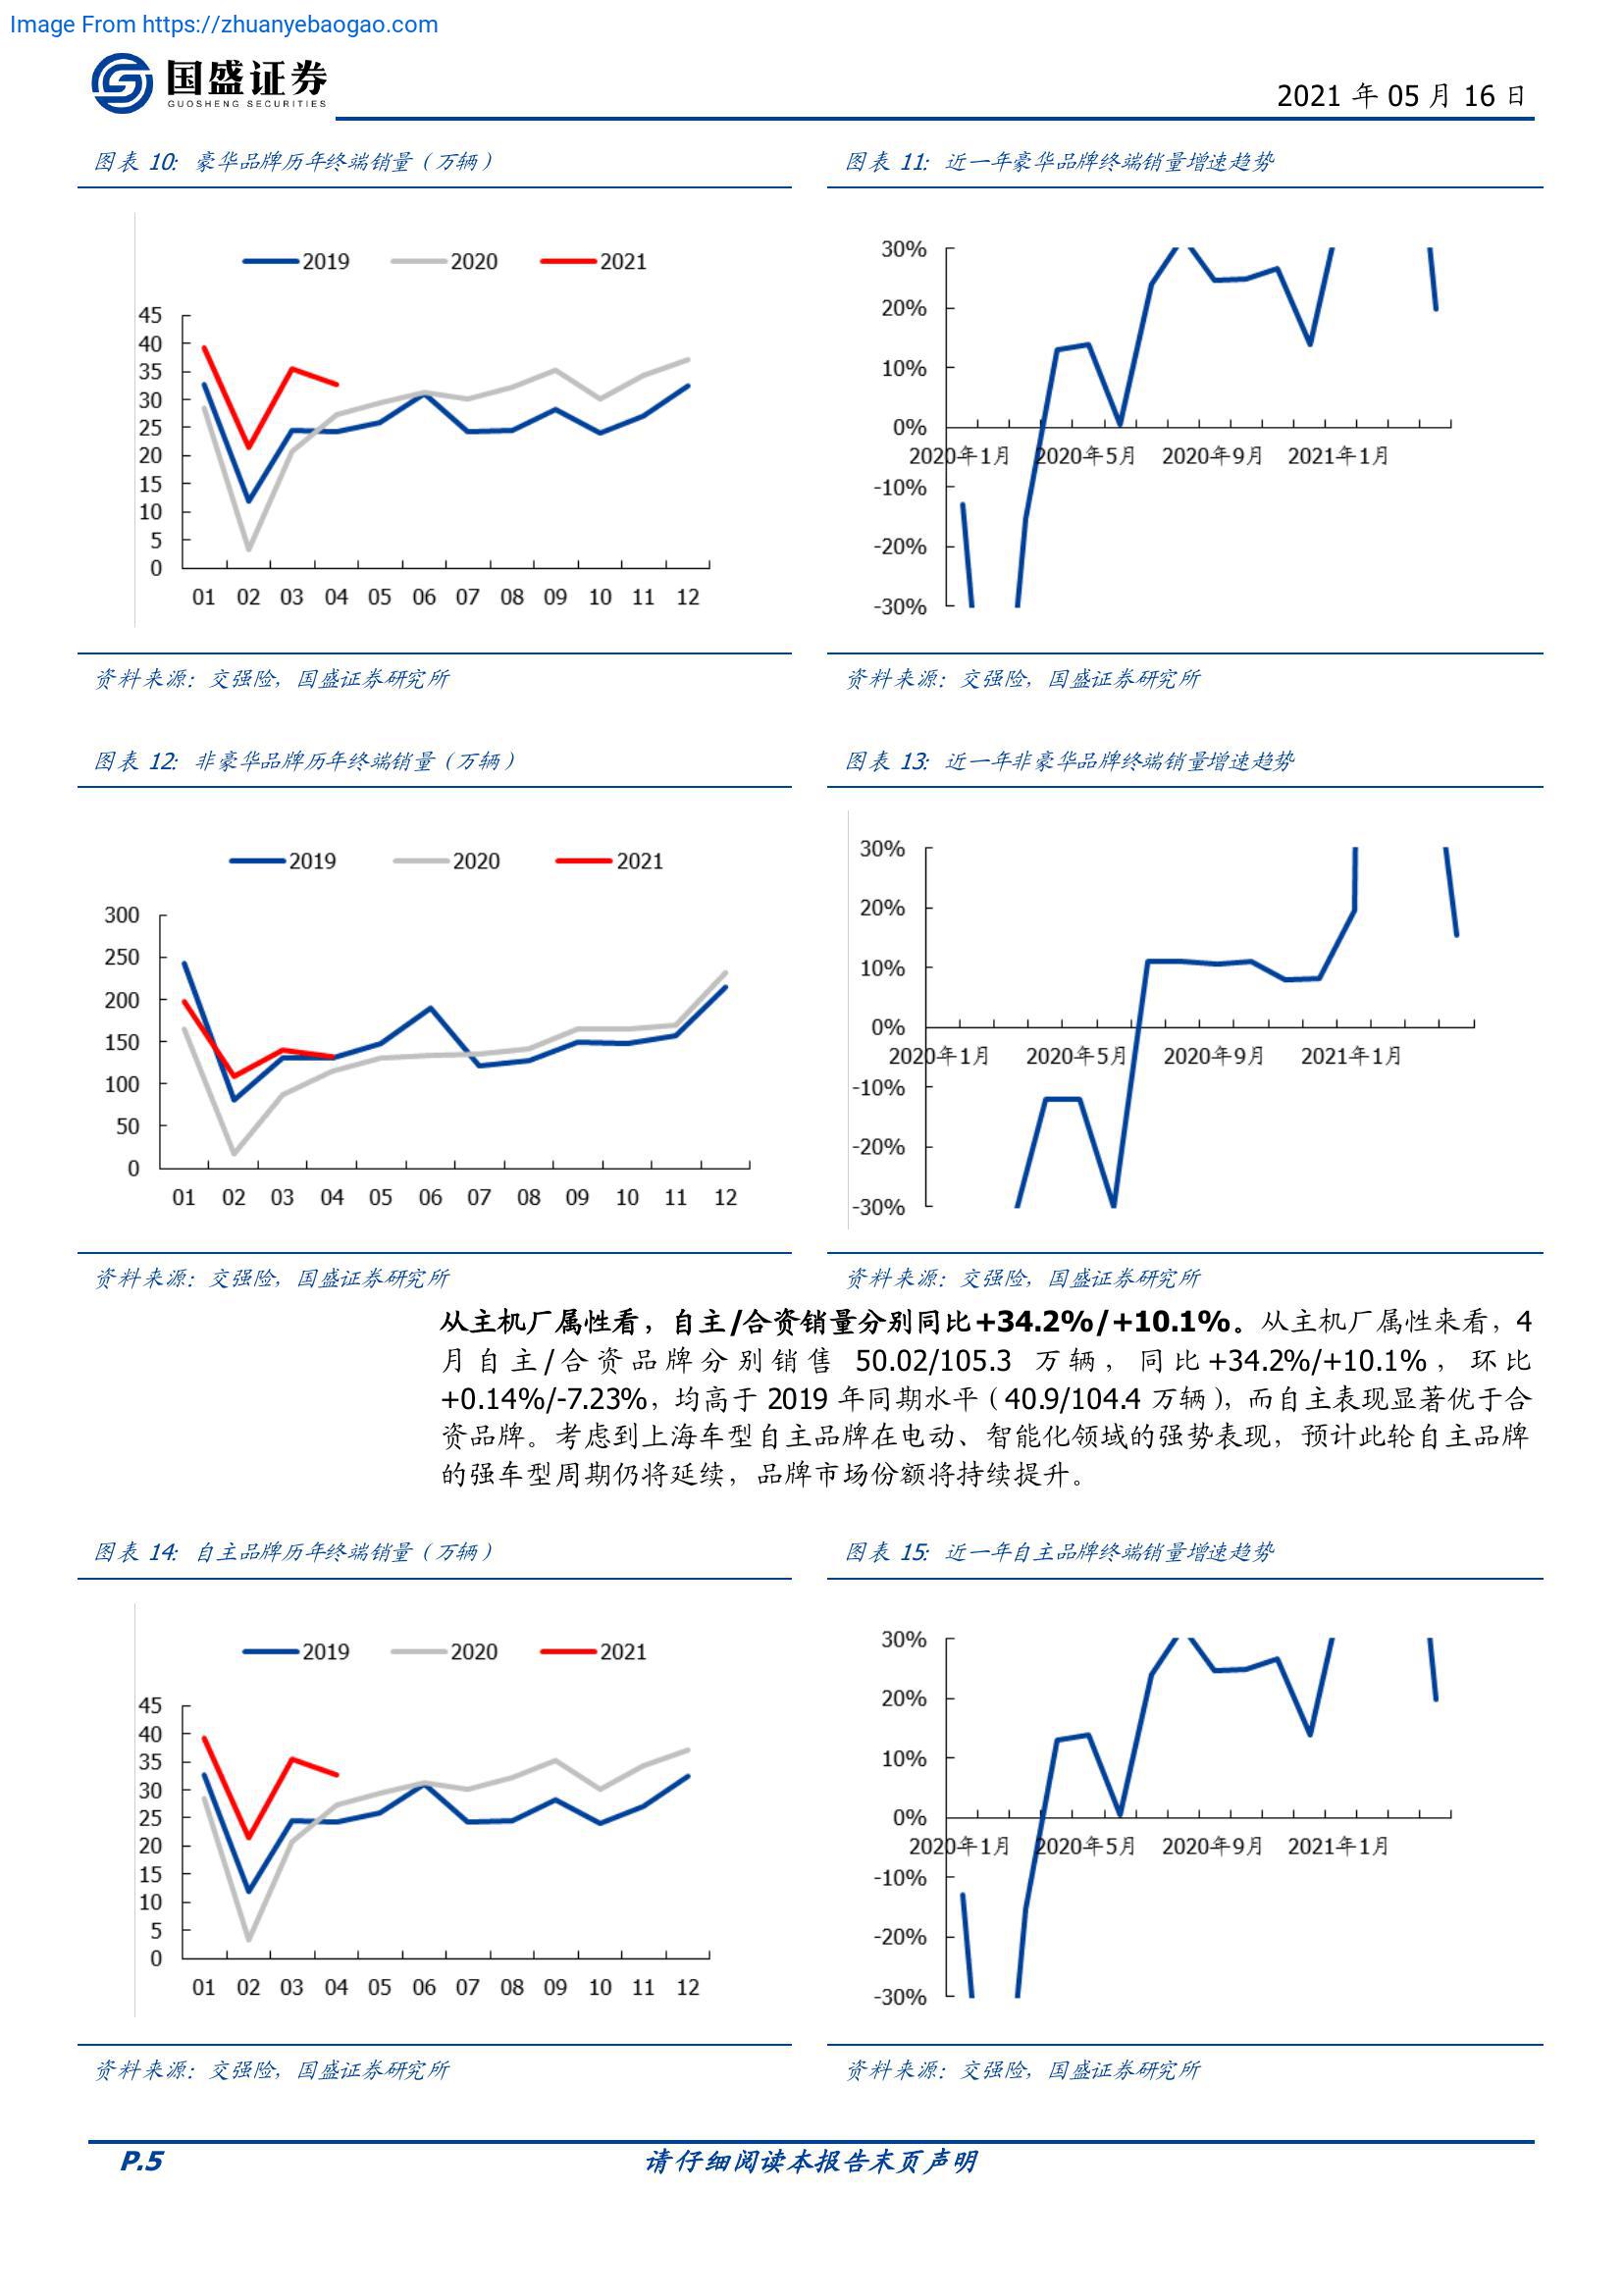 Image From https://zhuanyebaogao.com
国盛证券
GUOSHENG SECURITIES
2021 年 05 月 16 日
图表 10: 豪华品牌历年终端销量（万辆）
2019 2020 2021
45
40
35
30
25
20
15
10
5
0
01 02 03 04 05 06 07 08 09 10 11 12
资料来源：交强险，国盛证券研究所
图表 11: 近一年豪华品牌终端销量增速趋势
30%
20%
10%
0%
2020年1月 2020年5月 2020年9月 2021年1月
-10%
-20%
-30%
资料来源：交强险，国盛证券研究所
图表 12: 非豪华品牌历年终端销量（万辆）
2019 2020 2021
300
250
200
150
100
50
0
01 02 03 04 05 06 07 08 09 10 11 12
资料来源：交强险，国盛证券研究所
图表 13: 近一年非豪华品牌终端销量增速趋势
30%
20%
10%
0%
2020年1月 2020年5月 2020年9月 2021年1月
-10%
-20%
-30%
资料来源：交强险，国盛证券研究所
从主机厂属性看，自主/合资销量分别同比+34.2%/+10.1%。从主机厂属性来看，4
月自主/合资品牌分别销售 50.02/105.3 万辆，同比+34.2%/+10.1%，环比
+0.14%/-7.23%，均高于 2019 年同期水平（40.9/104.4 万辆），而自主表现显著优于合
资品牌。考虑到上海车型自主品牌在电动、智能化领域的强势表现，预计此轮自主品牌
的强车型周期仍将延续，品牌市场份额将持续提升。
图表 14: 自主品牌历年终端销量（万辆）
2019 2020 2021
45
40
35
30
25
20
15
10
5
0
01 02 03 04 05 06 07 08 09 10 11 12
资料来源：交强险，国盛证券研究所
图表 15: 近一年自主品牌终端销量增速趋势
30%
20%
10%
0%
2020年1月 2020年5月 2020年9月 2021年1月
-10%
-20%
-30%
资料来源：交强险，国盛证券研究所
P.5
请仔细阅读本报告末页声明